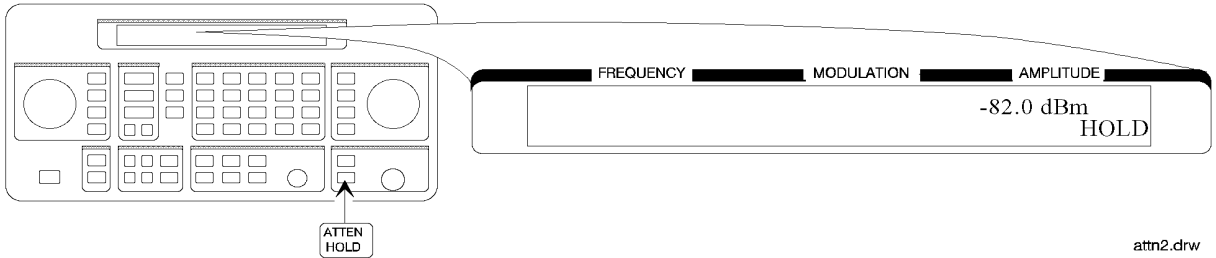 FREQUENCY MODULATION AMPLITUDE
-82.0 dBm
HOLD
ATTEN
HOLD
attn2.drw